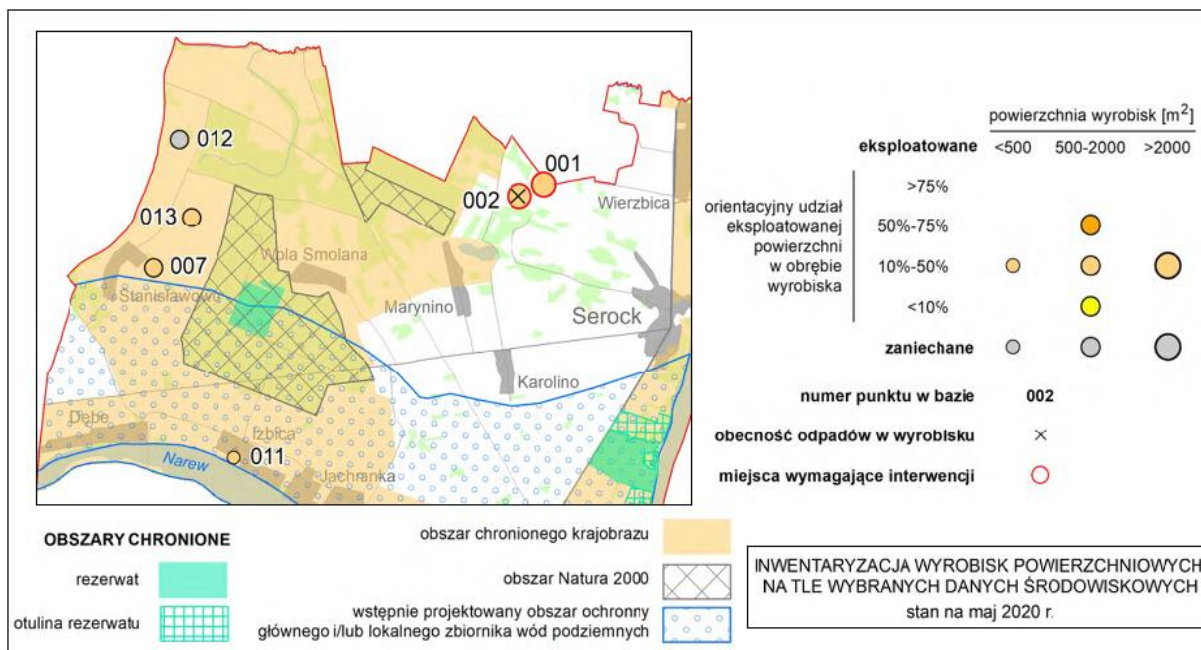 012
001
002
Wierzbica
013
Wola Smolana
007
Stanisławowo
Marynino
Serock
Karolino
Dębe
Izbica
011
Narew
Jachranka
powierzchnia wyrobisk [m²]
eksploatowane <500 500-2000 >2000
>75%
orientacyjny udział
eksploatowanej
powierzchni
w obrębie
wyrobiska
50%-75%
10%-50%
<10%
zaniechane
numer punktu w bazie 002
obecność odpadów w wyrobisku
miejsca wymagające interwencji
OBSZARY CHRONIONE
rezerwat
otulina rezerwatu
obszar chronionego krajobrazu
obszar Natura 2000
wstępnie projektowany obszar ochronny
głównego i/lub lokalnego zbiornika wód podziemnych
INWENTARYZACJA WYROBISK POWIERZCHNIOWYCH
NA TLE WYBRANYCH DANYCH ŚRODOWISKOWYCH
stan na maj 2020 r.